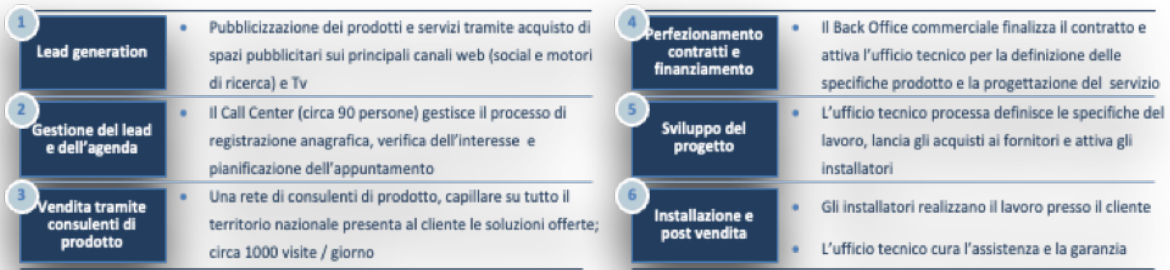 1
Lead generation
• Pubblicizzazione dei prodotti e servizi tramite acquisto di
spazi pubblicitari sui principali canali web (social e motori
di ricerca) e Tv
2
Gestione del lead
e dell'agenda
• Il Call Center (circa 90 persone) gestisce il processo di
registrazione anagrafica, verifica dell'interesse e
pianificazione dell'appuntamento
3
Vendita tramite
consulenti di
prodotto
• Una rete di consulenti di prodotto, capillare su tutto il
territorio nazionale presenta al cliente le soluzioni offerte;
circa 1000 visite / giorno
4
Perfezionamento
contratti e
finanziamento
• Il Back Office commerciale finalizza il contratto e
attiva l'ufficio tecnico per la definizione delle
specifiche prodotto e la progettazione del servizio
5
Sviluppo del
progetto
• L'ufficio tecnico processa definisce le specifiche del
lavoro, lancia gli acquisti ai fornitori e attiva gli
installatori
6
Installazione e
post vendita
• Gli installatori realizzano il lavoro presso il cliente
• L'ufficio tecnico cura l'assistenza e la garanzia